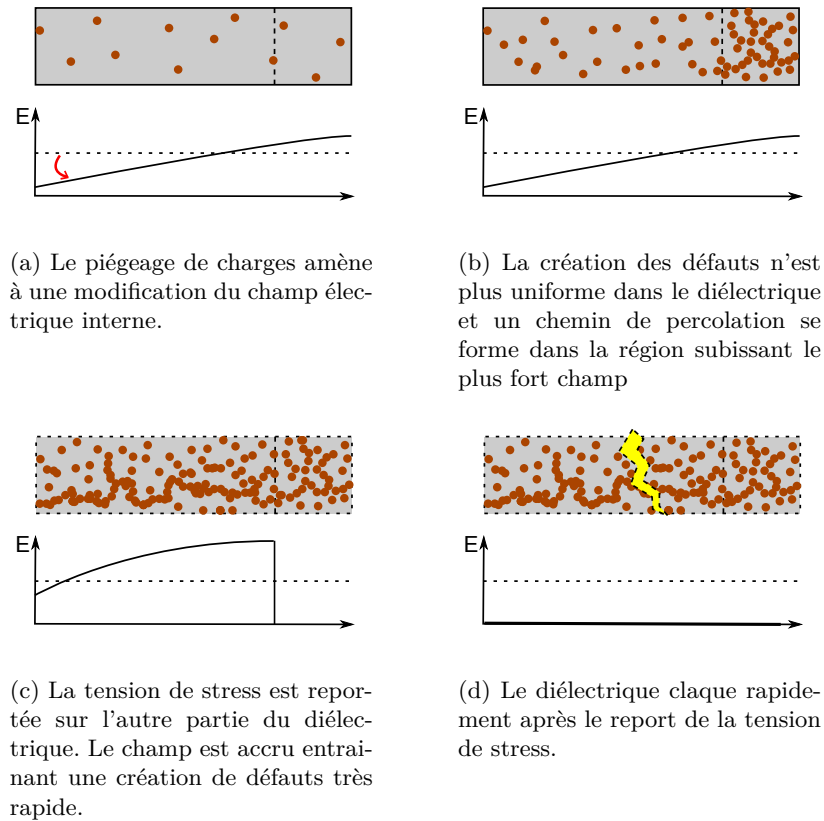 E
E
(a) Le piégeage de charges amène
à une modification du champ élec-
trique interne.
(b) La création des défauts n'est
plus uniforme dans le diélectrique
et un chemin de percolation se
forme dans la région subissant le
plus fort champ
E
E
(c) La tension de stress est repor-
tée sur l'autre partie du diélec-
trique. Le champ est accru entrai-
nant une création de défauts très
rapide.
(d) Le diélectrique claque rapide-
ment après le report de la tension
de stress.